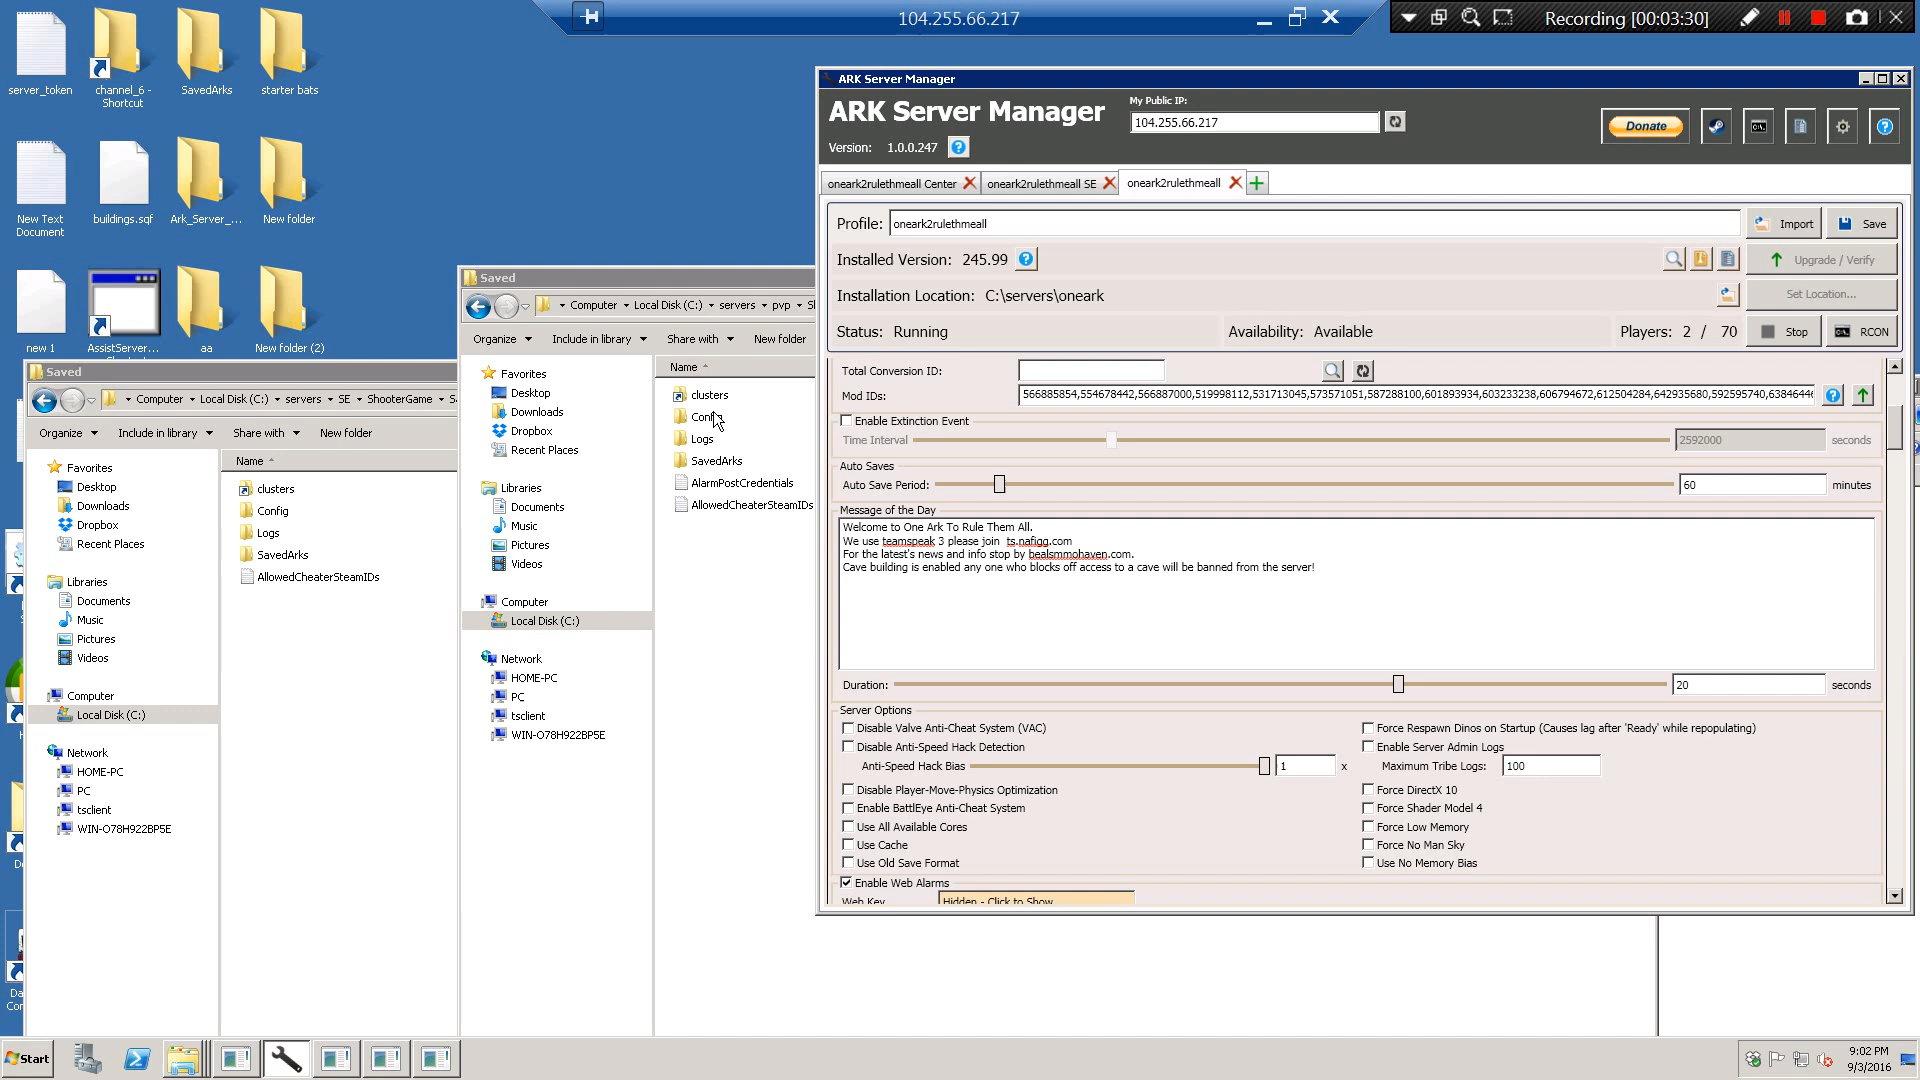 104.255.66.217
Recording [00:03:30]
server_token
channel_6 -
Shortcut
SavedArks
starter bats
New Text
Document
buildings.sqf
Ark_Server_...
New folder
new 1
AssistServer...
aa
New folder (2)
Saved
Computer
Local Disk (C:)
servers
SE
ShooterGame
Organize
Include in library
Share with
New folder
Favorites
Desktop
Downloads
Dropbox
Recent Places
Libraries
Documents
Music
Pictures
Videos
Computer
Local Disk (C:)
Network
HOME-PC
PC
tsclient
WIN-O78H922BP5E
Name
clusters
Config
Logs
SavedArks
AllowedCheaterSteamIDs
Saved
Computer
Local Disk (C:)
servers
pvp
Organize
Include in library
Share with
New folder
Favorites
Desktop
Downloads
Dropbox
Recent Places
Libraries
Documents
Music
Pictures
Videos
Computer
Local Disk (C:)
Network
HOME-PC
PC
tsclient
WIN-O78H922BP5E
Name
clusters
Config
Logs
SavedArks
AlarmPostCredentials
AllowedCheaterSteamIDs
ARK Server Manager
ARK Server Manager
My Public IP:
104.255.66.217
Version: 1.0.0.247
Donate
oneark2rulethmeall Center
oneark2rulethmeall SE
oneark2rulethmeall
Profile: oneark2rulethmeall
Import
Save
Installed Version: 245.99
Upgrade / Verify
Installation Location: C:\servers\oneark
Set Location...
Status: Running
Availability: Available
Players: 2 / 70
Stop
RCON
Total Conversion ID:
Mod IDs: 566885854,554678442,566887000,519998112,531713045,573571051,587288100,601893934,603233238,606794672,612504284,642935680,592595740,6384644
Enable Extinction Event
Time Interval 2592000 seconds
Auto Saves
Auto Save Period: 60 minutes
Message of the Day
Welcome to One Ark To Rule Them All.
We use teamspeak 3 please join ts.nafigg.com
For the latest's news and info stop by bealsmmohaven.com.
Cave building is enabled any one who blocks off access to a cave will be banned from the server!
Duration: 20 seconds
Server Options
Disable Valve Anti-Cheat System (VAC)
Force Respawn Dinos on Startup (Causes lag after 'Ready' while repopulating)
Disable Anti-Speed Hack Detection
Enable Server Admin Logs
Anti-Speed Hack Bias 1 x
Maximum Tribe Logs: 100
Disable Player-Move-Physics Optimization
Force DirectX 10
Enable BattlEye Anti-Cheat System
Force Shader Model 4
Use All Available Cores
Force Low Memory
Use Cache
Force No Man Sky
Use Old Save Format
Use No Memory Bias
Enable Web Alarms
Web Key Hidden - Click to Show
Start
9:02 PM
9/3/2016